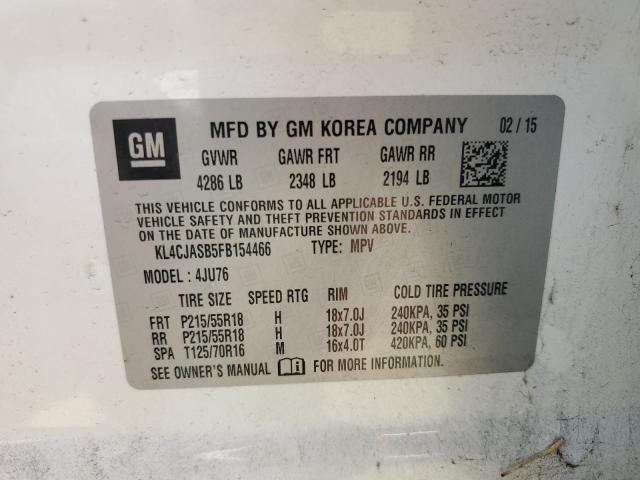 GM MFD BY GM KOREA COMPANY 02 / 15
GVWR GAWR FRT GAWR RR
4286 LB 2348 LB 2194 LB
THIS VEHICLE CONFORMS TO ALL APPLICABLE U.S. FEDERAL MOTOR
VEHICLE SAFETY AND THEFT PREVENTION STANDARDS IN EFFECT
ON THE DATE OF MANUFACTURE SHOWN ABOVE.
KL4CJASB5FB154466 TYPE: MPV
MODEL : 4JU76
TIRE SIZE SPEED RTG RIM COLD TIRE PRESSURE
FRT P215/55R18 H 18x7.0J 240KPA, 35 PSI
RR P215/55R18 H 18x7.0J 240KPA, 35 PSI
SPA T125/70R16 M 16x4.0T 420KPA, 60 PSI
SEE OWNER'S MANUAL FOR MORE INFORMATION.